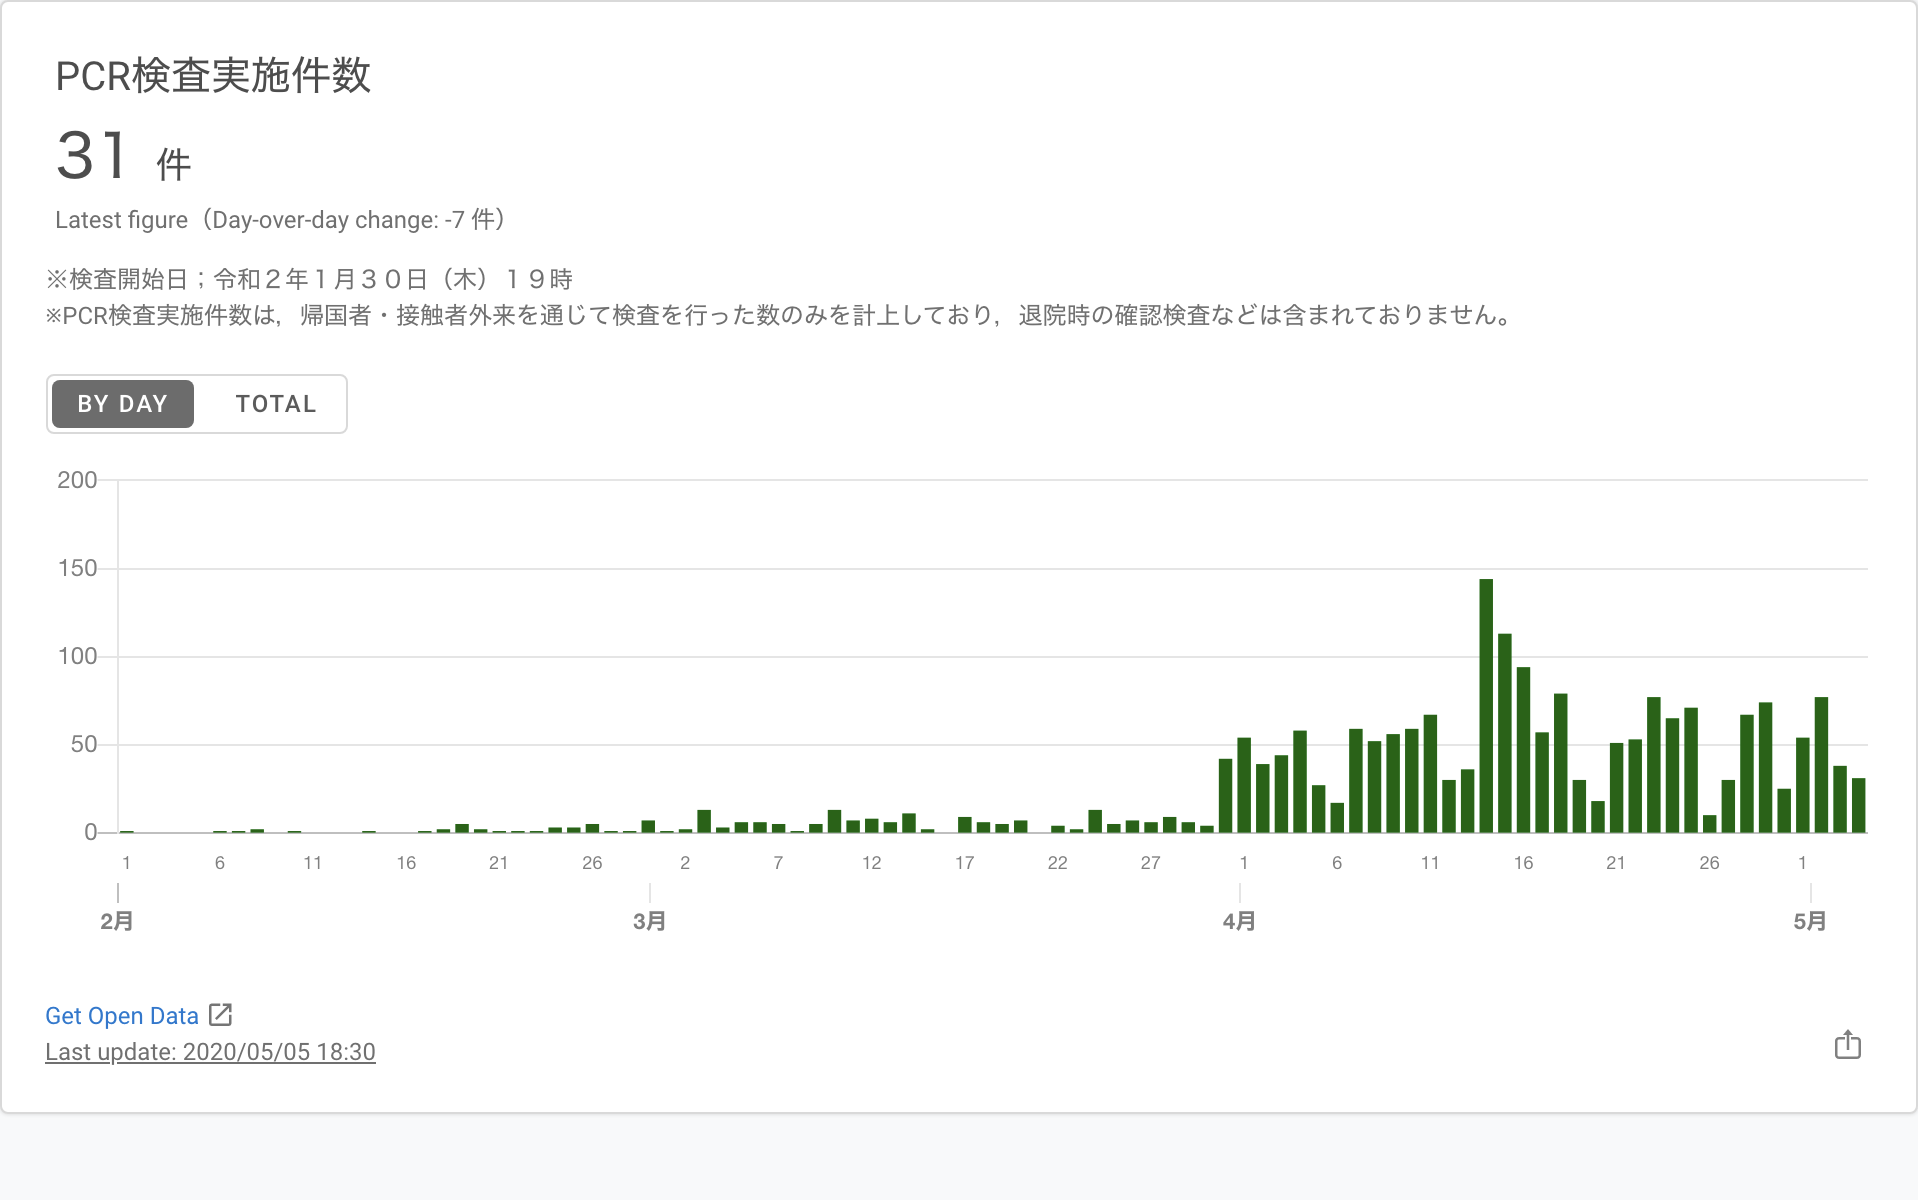 PCR検査実施件数
31 件
Latest figure（Day-over-day change: -7 件）
※検査開始日；令和２年１月３０日（木）１９時
※PCR検査実施件数は，帰国者・接触者外来を通じて検査を行った数のみを計上しており，退院時の確認検査などは含まれておりません。
BY DAY TOTAL
200
150
100
50
0
1 6 11 16 21 26 2 7 12 17 22 27 1 6 11 16 21 26 1
2月 3月 4月 5月
Get Open Data
Last update: 2020/05/05 18:30